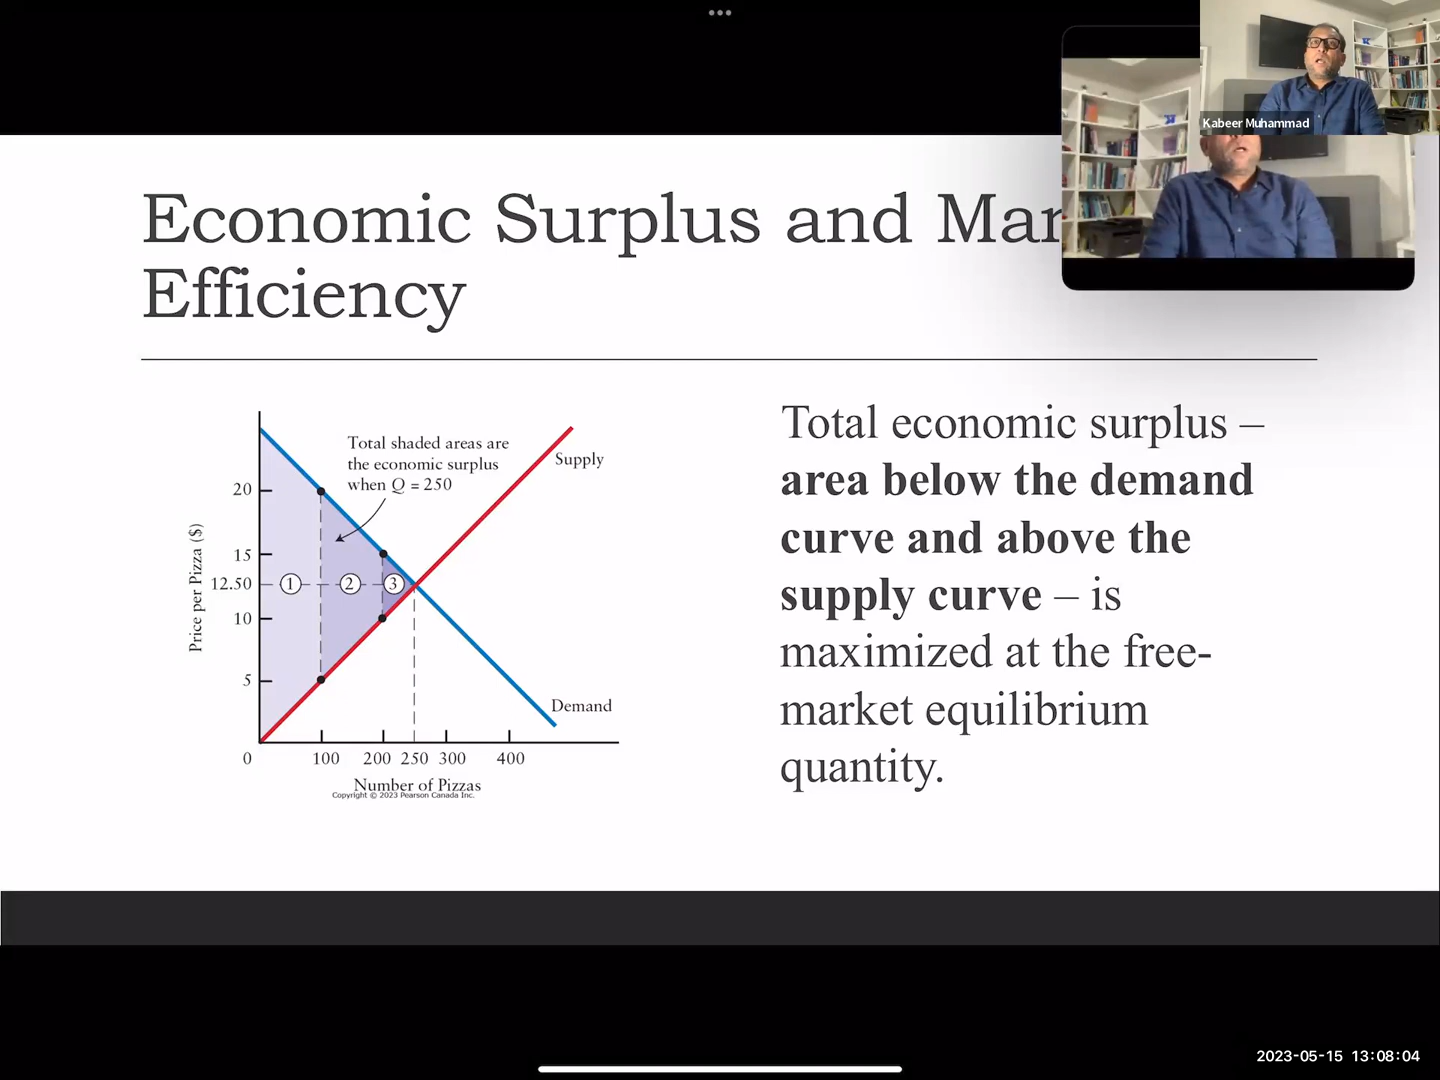 Kabeer Muhammad
Economic Surplus and Mar
Efficiency
Total shaded areas are
the economic surplus
when Q = 250
Supply
Demand
Price per Pizza ($)
20
15
12.50
10
5
0
1
2
3
100 200 250 300 400
Number of Pizzas
Copyright © 2023 Pearson Canada Inc.
Total economic surplus –
area below the demand
curve and above the
supply curve – is
maximized at the free-
market equilibrium
quantity.
2023-05-15 13:08:04